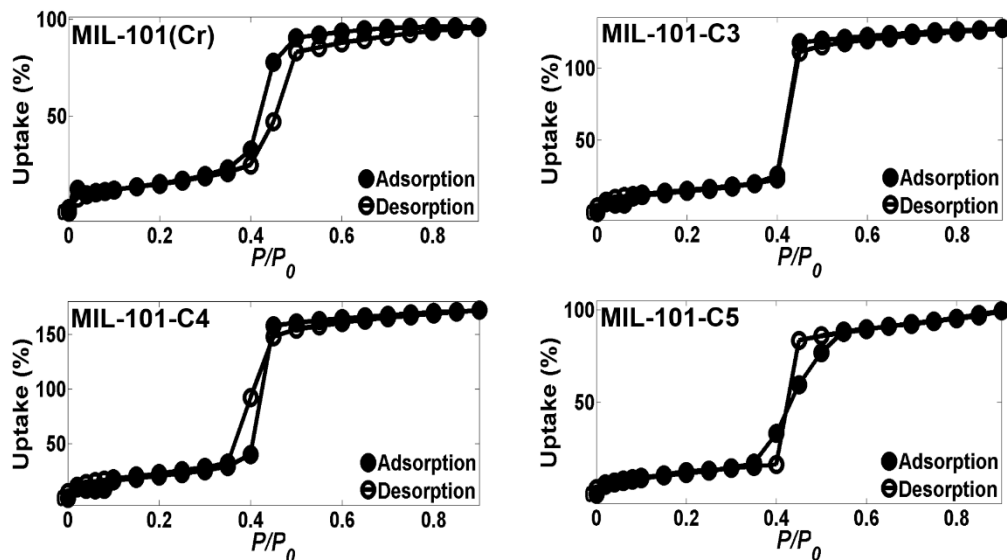 MIL-101(Cr)
Uptake (%)
100
50
Adsorption
Desorption
0 0.2 0.4 0.6 0.8
P/P0
MIL-101-C3
Uptake (%)
100
50
Adsorption
Desorption
0 0.2 0.4 0.6 0.8
P/P0
MIL-101-C4
Uptake (%)
150
100
50
Adsorption
Desorption
0 0.2 0.4 0.6 0.8
P/P0
MIL-101-C5
Uptake (%)
100
50
Adsorption
Desorption
0 0.2 0.4 0.6 0.8
P/P0